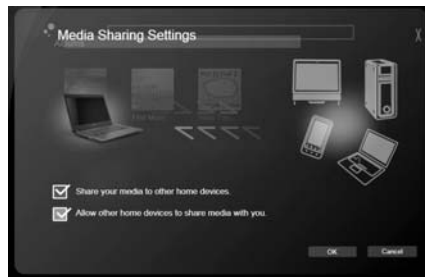 Media Sharing Settings
Share your media to other home devices.
Allow other home devices to share media with you.
OK
Cancel